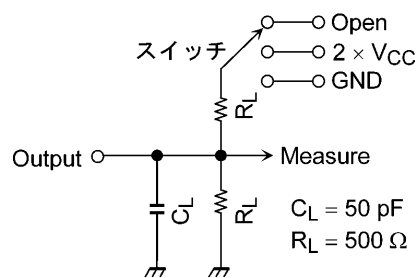 Open
スイッチ
2 × VCC
GND
RL
Output
Measure
CL
RL
CL = 50 pF
RL = 500 Ω